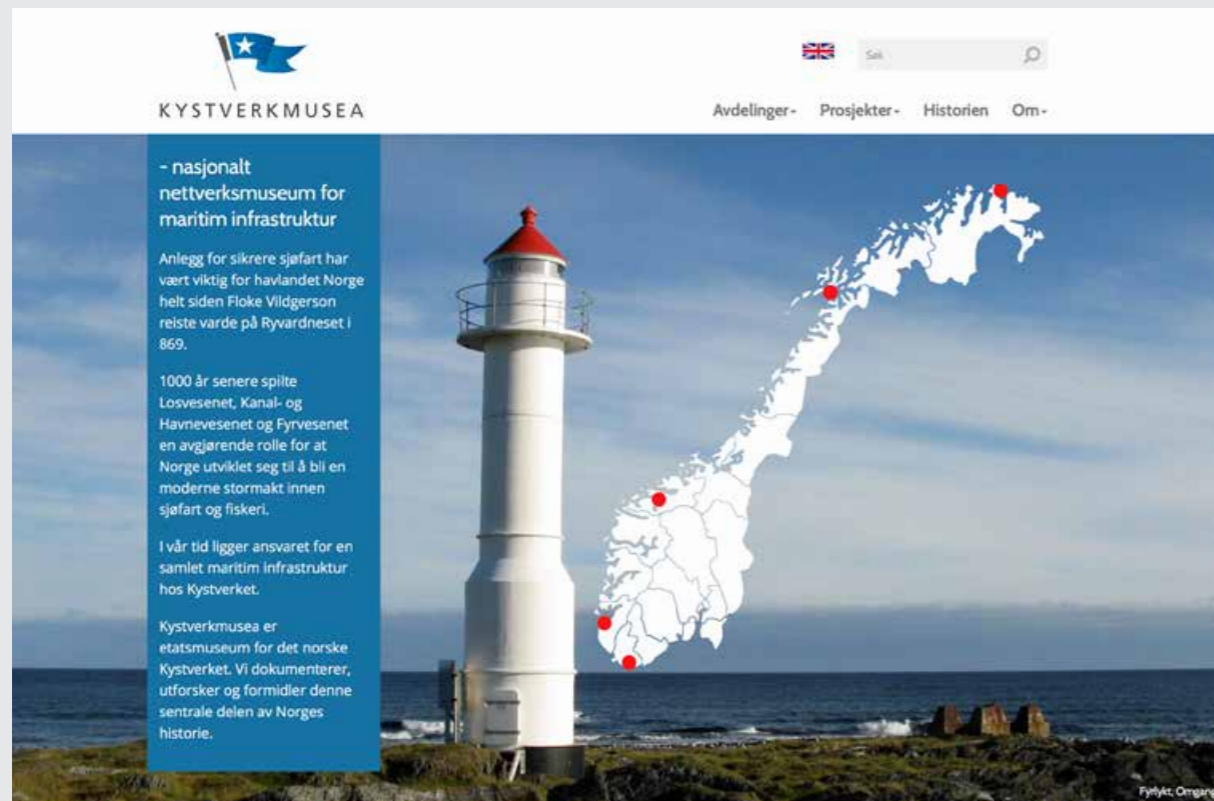 KYSTVERKMUSEA
Søk
Avdelinger
Prosjekter
Historien
Om
- nasjonalt
nettverksmuseum for
maritim infrastruktur
Anlegg for sikrere sjøfart har
vært viktig for havlandet Norge
helt siden Floke Vildgerson
reiste varde på Ryvardneset i
869.
1000 år senere spilte
Losvesenet, Kanal- og
Havnevesenet og Fyrvesenet
en avgjørende rolle for at
Norge utviklet seg til å bli en
moderne stormakt innen
sjøfart og fiskeri.
I vår tid ligger ansvaret for en
samlet maritim infrastruktur
hos Kystverket.
Kystverkmusea er
etatsmuseum for det norske
Kystverket. Vi dokumenterer,
utforsker og formidler denne
sentrale delen av Norges
historie.
Omgang